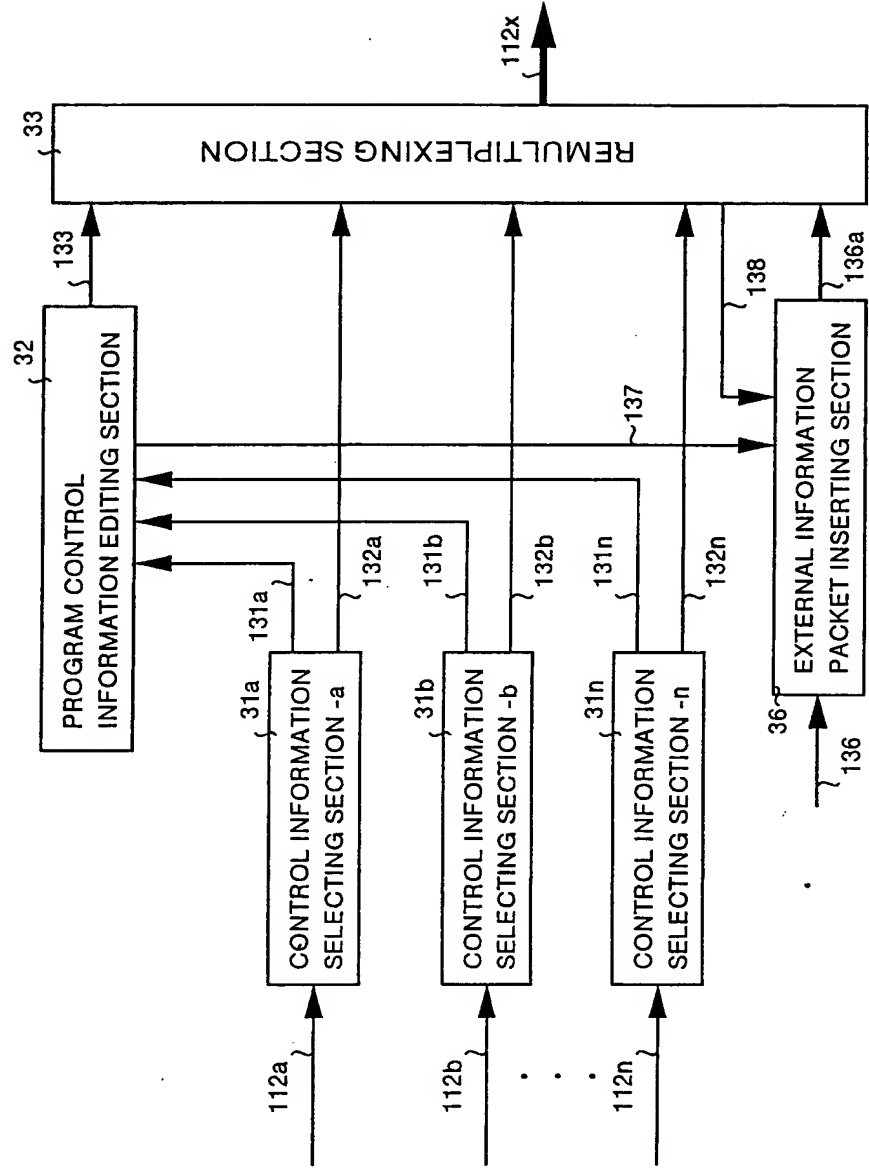 32
PROGRAM CONTROL
INFORMATION EDITING SECTION
133
33
REMULTIPLEXING SECTION
112x
112a
31a
CONTROL INFORMATION
SELECTING SECTION -a
131a
132a
112b
31b
CONTROL INFORMATION
SELECTING SECTION -b
131b
132b
. . .
112n
31n
CONTROL INFORMATION
SELECTING SECTION -n
131n
132n
137
138
136
36
EXTERNAL INFORMATION
PACKET INSERTING SECTION
136a